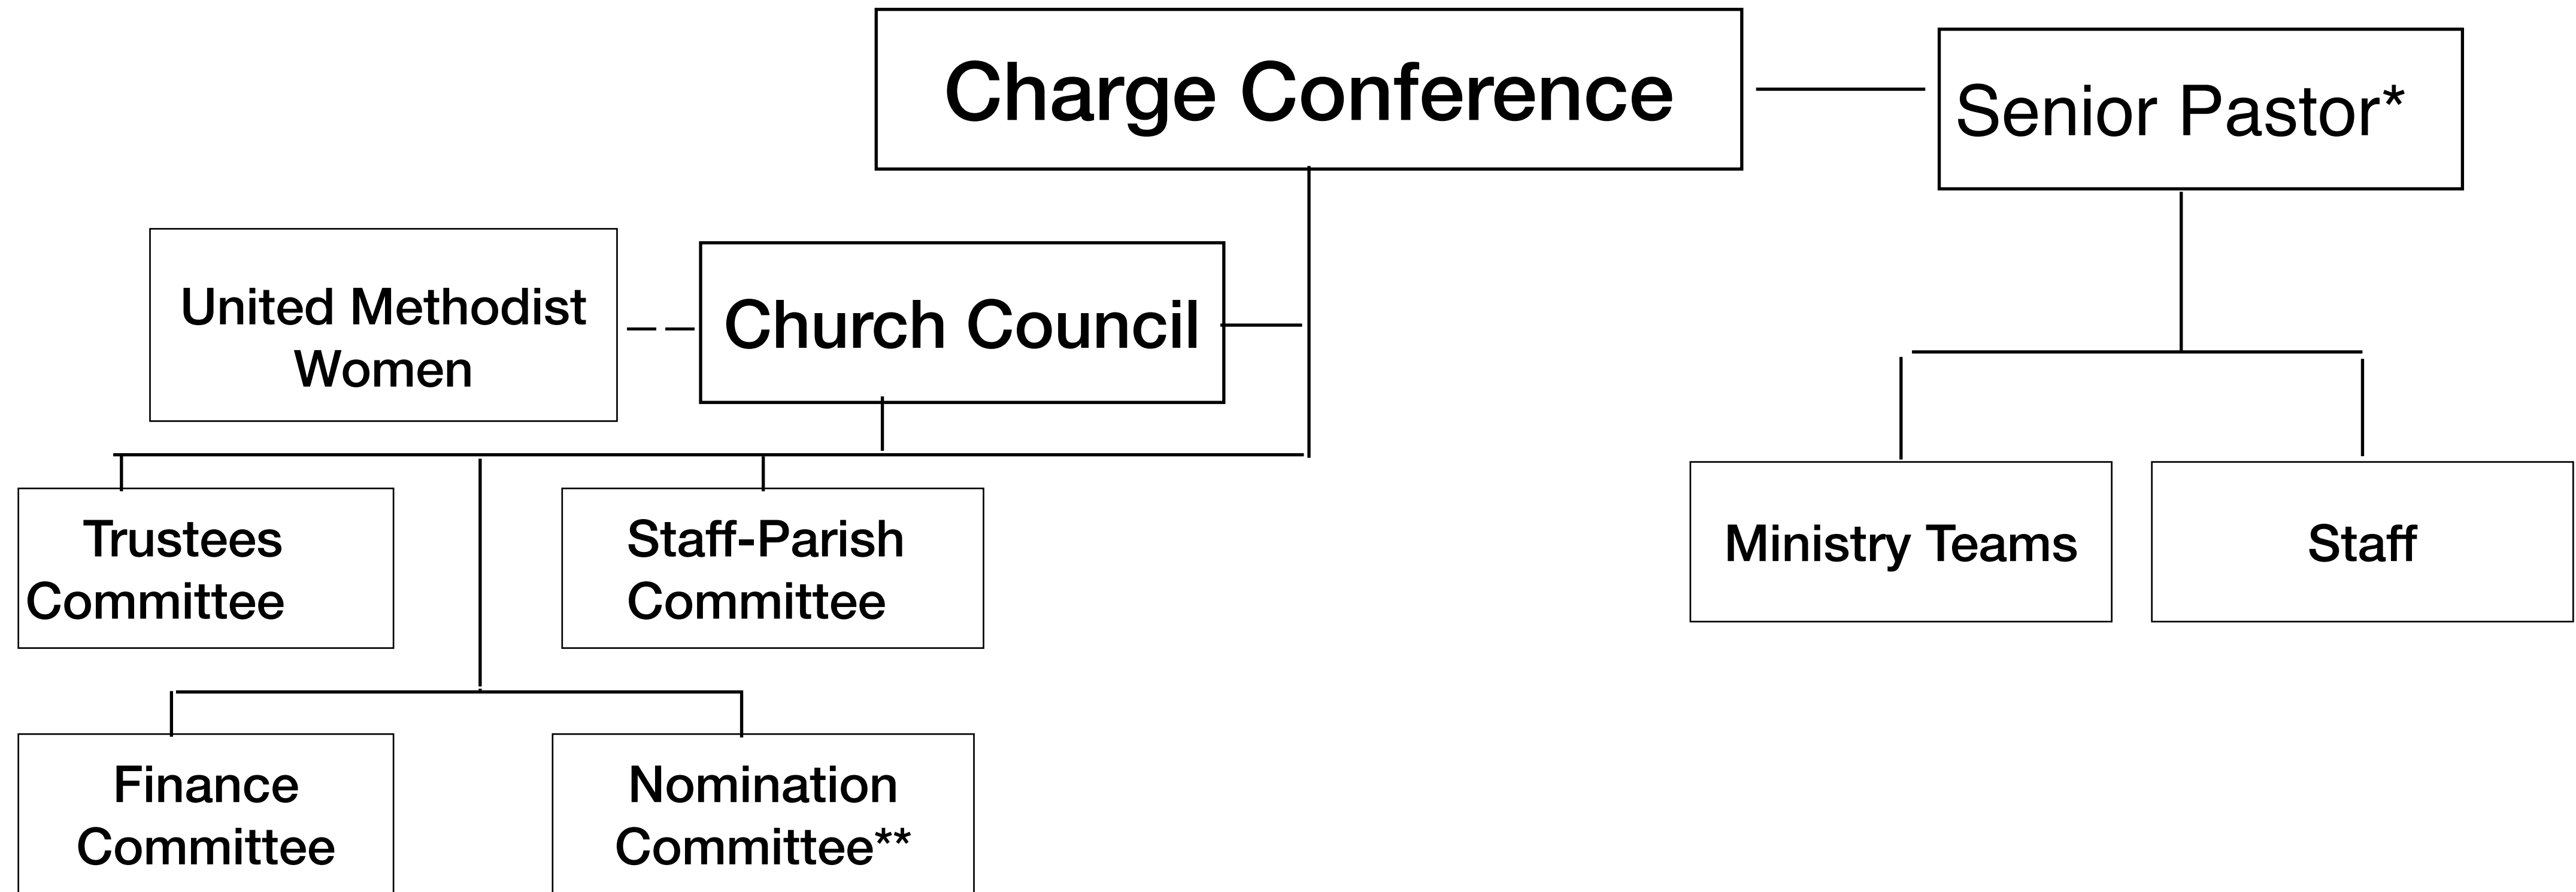 Charge Conference
Senior Pastor*
United Methodist
Women
Church Council
Trustees
Committee
Staff-Parish
Committee
Ministry Teams
Staff
Finance
Committee
Nomination
Committee**